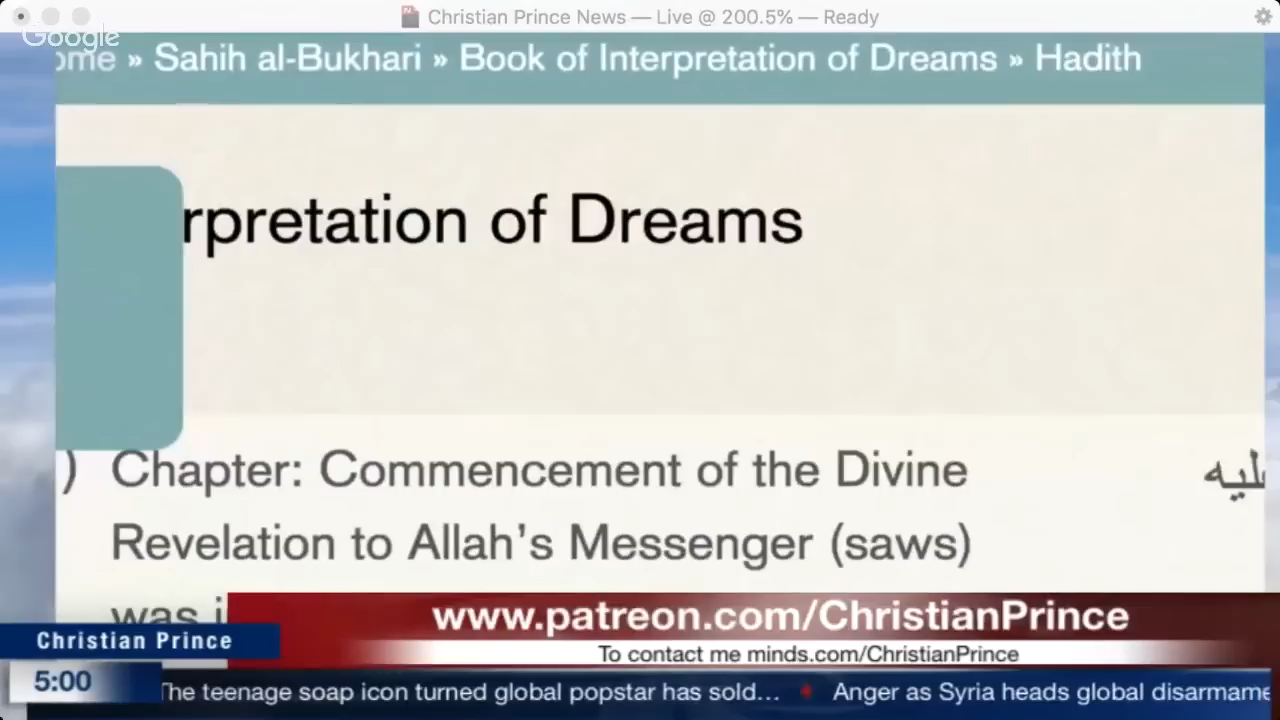 Christian Prince News — Live @ 200.5% — Ready
Google
ome » Sahih al-Bukhari » Book of Interpretation of Dreams » Hadith
rpretation of Dreams
) Chapter: Commencement of the Divine
ليه
Revelation to Allah's Messenger (saws)
was i
www.patreon.com/ChristianPrince
Christian Prince
To contact me minds.com/ChristianPrince
5:00
The teenage soap icon turned global popstar has sold... • Anger as Syria heads global disarmame